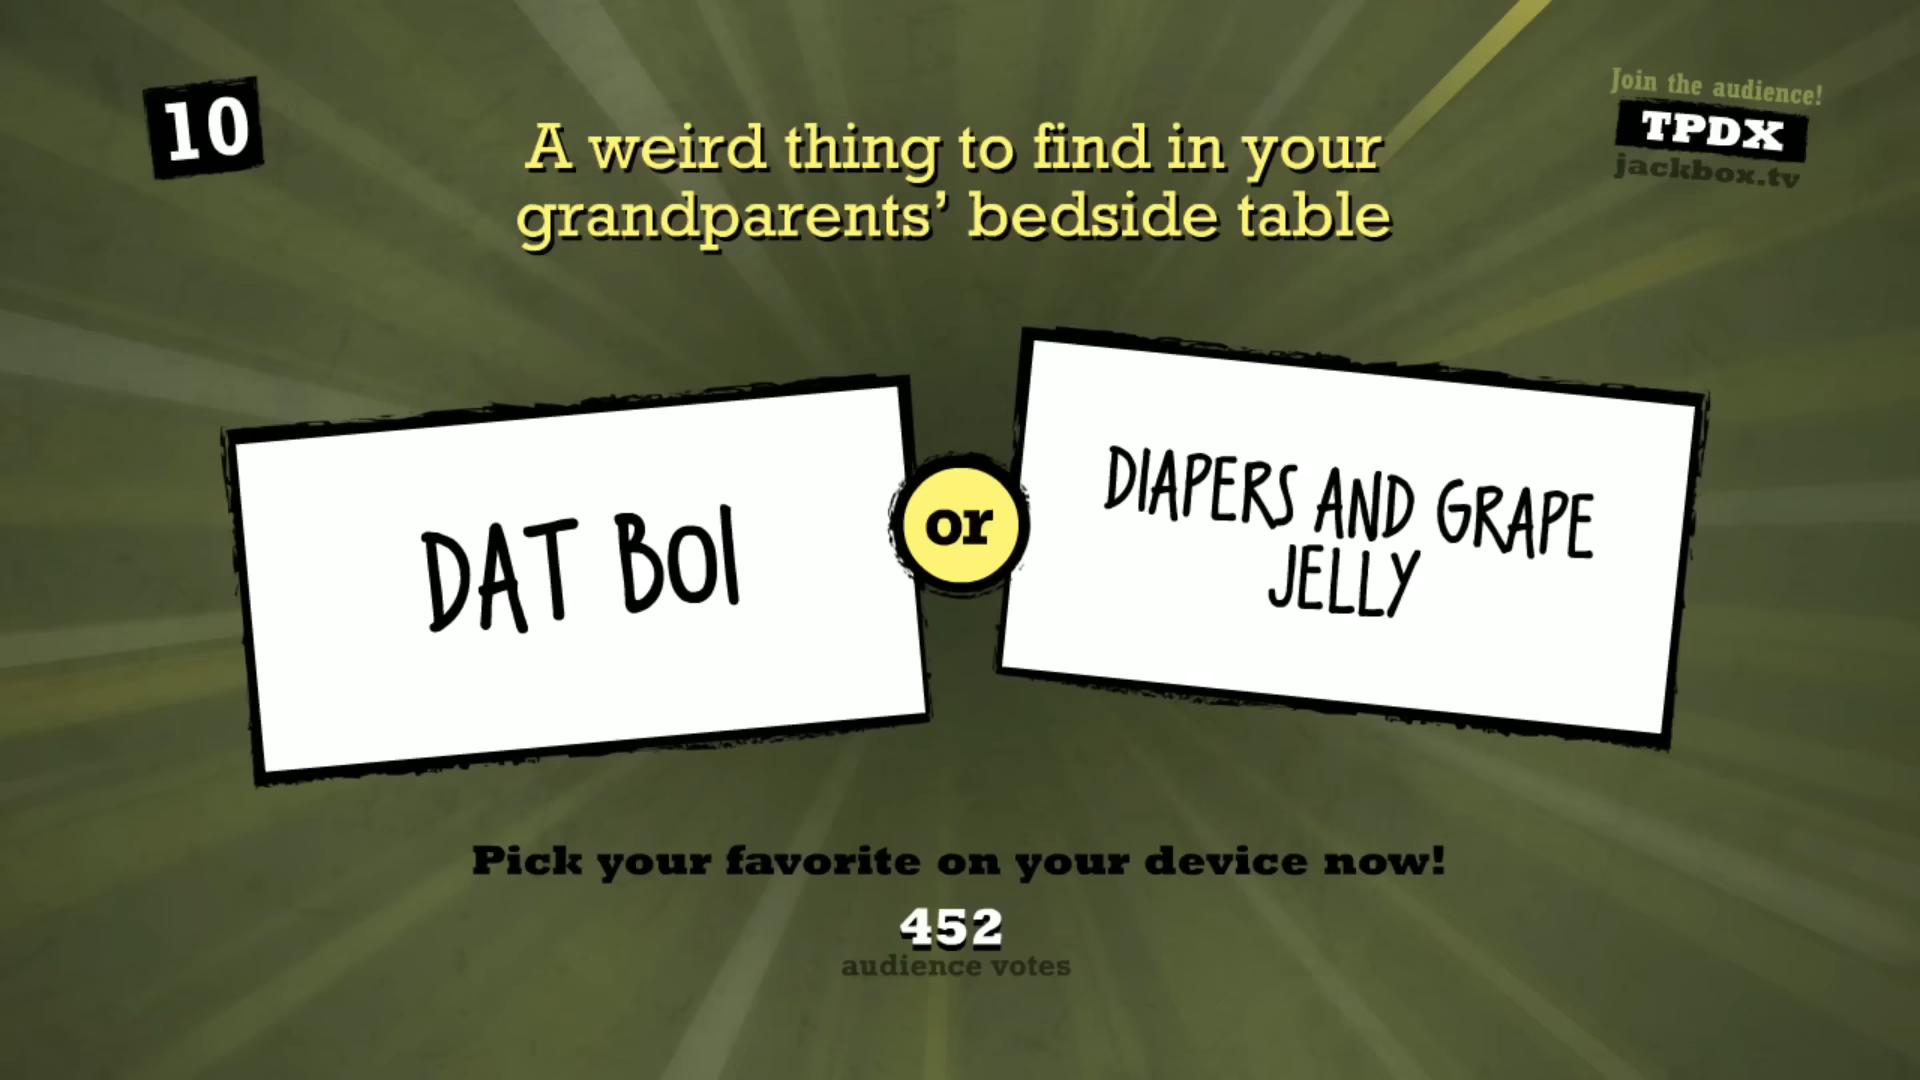 10
A weird thing to find in your
grandparents’ bedside table
Join the audience!
TPDX
jackbox.tv
DAT BOI
or
DIAPERS AND GRAPE
JELLY
Pick your favorite on your device now!
452
audience votes